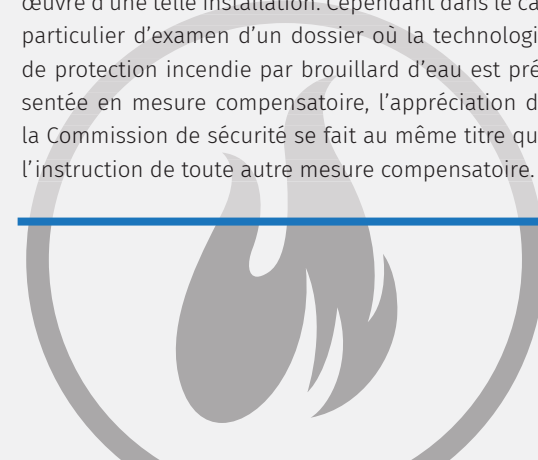 œuvre d'une telle installation. Cependant dans le ca
particulier d'examen d'un dossier où la technologi
de protection incendie par brouillard d'eau est pré
sentée en mesure compensatoire, l'appréciation d
la Commission de sécurité se fait au même titre qu
l'instruction de toute autre mesure compensatoire.